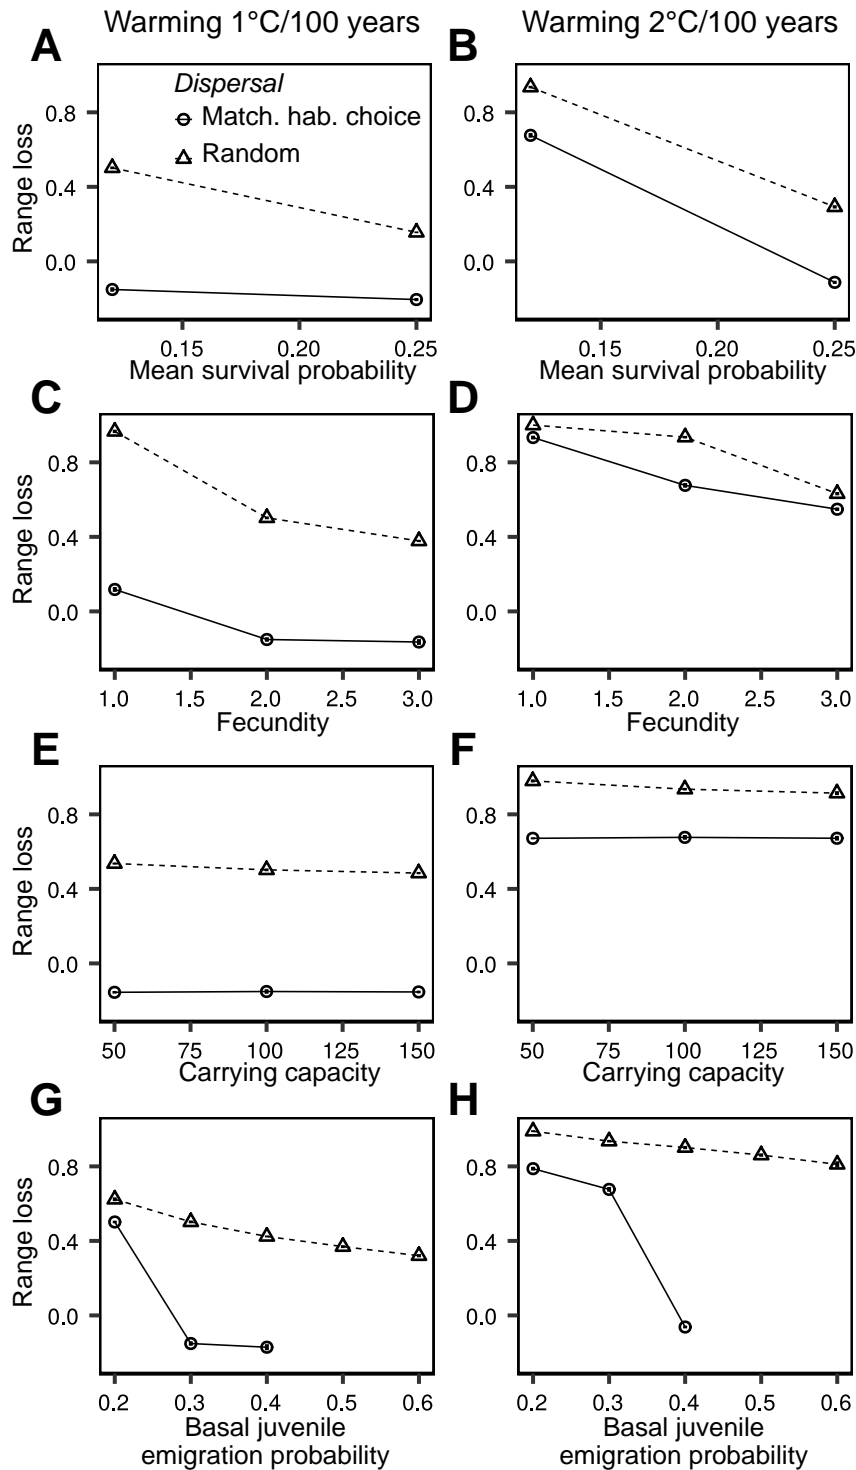 Warming 1°C/100 years
Warming 2°C/100 years
A
B
Dispersal
Match. hab. choice
Random
Range loss
0.8
0.4
0.0
0.15
0.20
0.25
Mean survival probability
0.8
0.4
0.0
0.15
0.20
0.25
Mean survival probability
C
D
Range loss
0.8
0.4
0.0
1.0
1.5
2.0
2.5
3.0
Fecundity
0.8
0.4
0.0
1.0
1.5
2.0
2.5
3.0
Fecundity
E
F
Range loss
0.8
0.4
0.0
50
75
100
125
150
Carrying capacity
0.8
0.4
0.0
50
75
100
125
150
Carrying capacity
G
H
Range loss
0.8
0.4
0.0
0.2
0.3
0.4
0.5
0.6
Basal juvenile
emigration probability
0.8
0.4
0.0
0.2
0.3
0.4
0.5
0.6
Basal juvenile
emigration probability